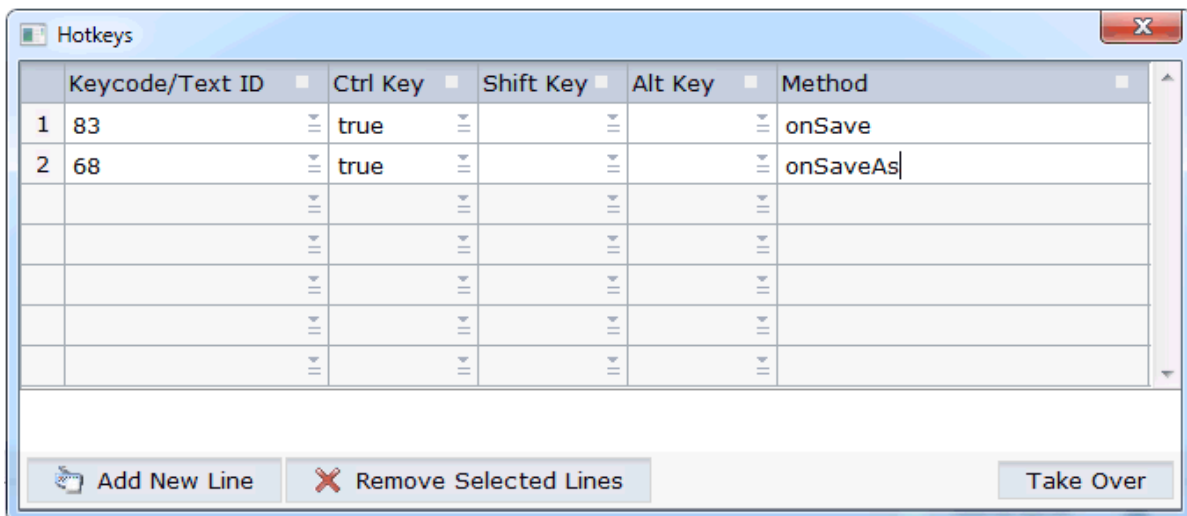 Hotkeys
Keycode/Text ID Ctrl Key Shift Key Alt Key Method
1 83 true onSave
2 68 true onSaveAs
Add New Line Remove Selected Lines Take Over